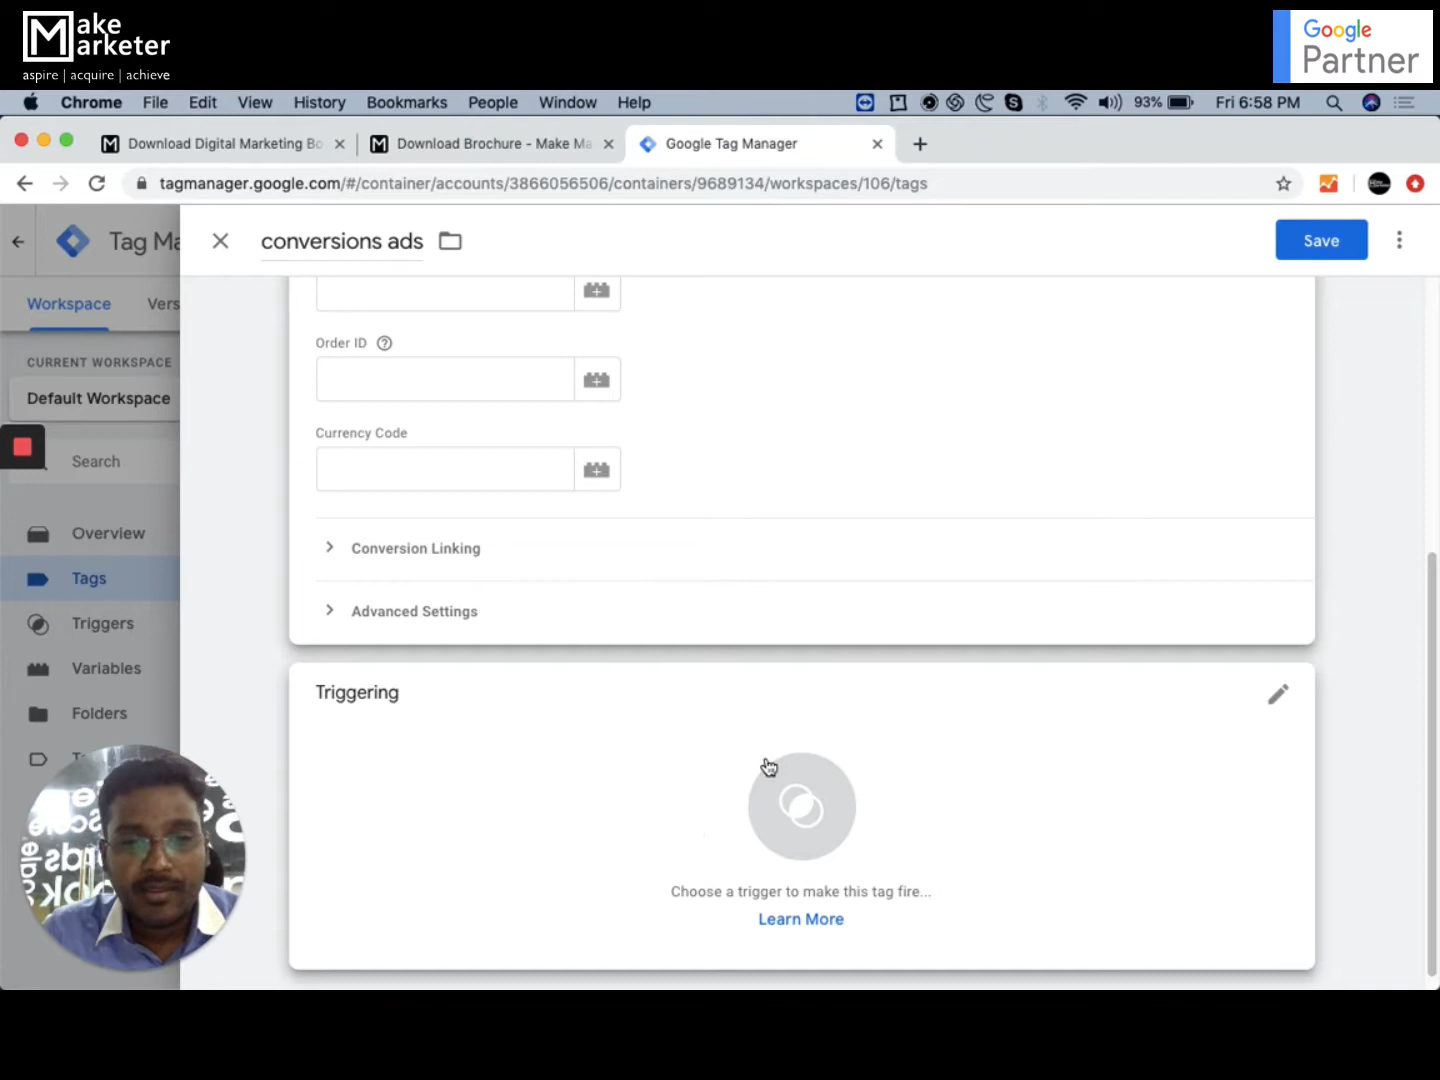 Make Marketer
aspire | acquire | achieve
Google
Partner
Chrome File Edit View History Bookmarks People Window Help 93% Fri 6:58 PM
Download Digital Marketing Bo
Download Brochure - Make Ma
Google Tag Manager
tagmanager.google.com/#/container/accounts/3866056506/containers/9689134/workspaces/106/tags
Tag Ma
conversions ads
Save
Workspace Vers
CURRENT WORKSPACE
Default Workspace
Search
Overview
Tags
Triggers
Variables
Folders
Order ID
Currency Code
Conversion Linking
Advanced Settings
Triggering
Choose a trigger to make this tag fire...
Learn More